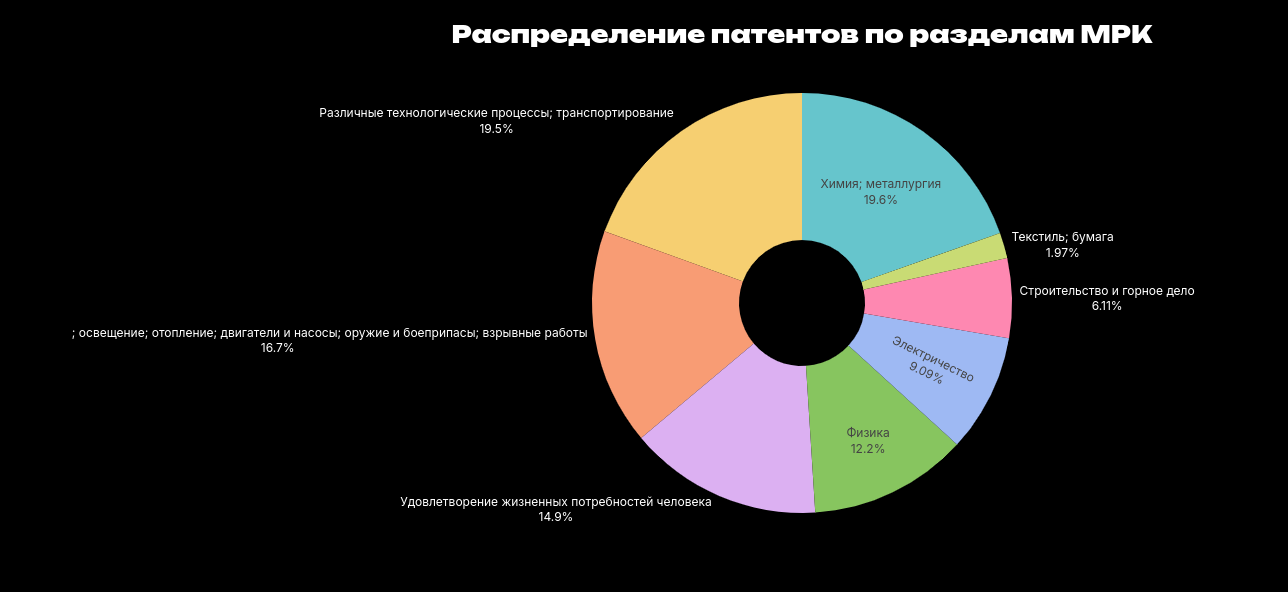 Распределение патентов по разделам МРК
Различные технологические процессы; транспортирование
19.5%
Химия; металлургия
19.6%
Текстиль; бумага
1.97%
Строительство и горное дело
6.11%
; освещение; отопление; двигатели и насосы; оружие и боеприпасы; взрывные работы
16.7%
Электричество
9.09%
Физика
12.2%
Удовлетворение жизненных потребностей человека
14.9%